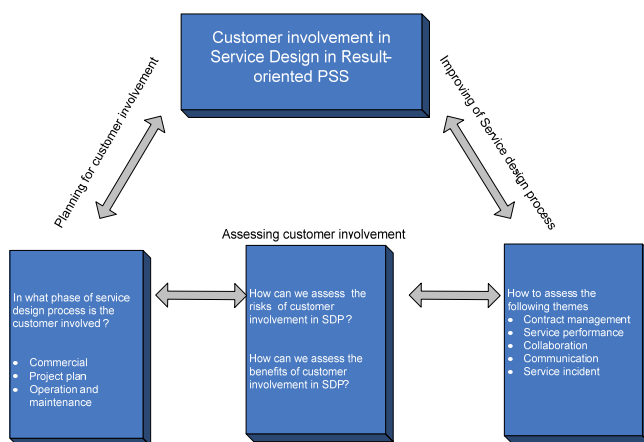 Customer involvement in
Service Design in Result-
oriented PSS
Planning for customer involvement
Improving of Service design process
Assessing customer involvement
In what phase of service
design process is the
customer involved ?
• Commercial
• Project plan
• Operation and
maintenance
How can we assess the
risks of customer
involvement in SDP ?
How can we assess the
benefits of customer
involvement in SDP?
How to assess the
following themes
• Contract management
• Service performance
• Collaboration
• Communication
• Service incident